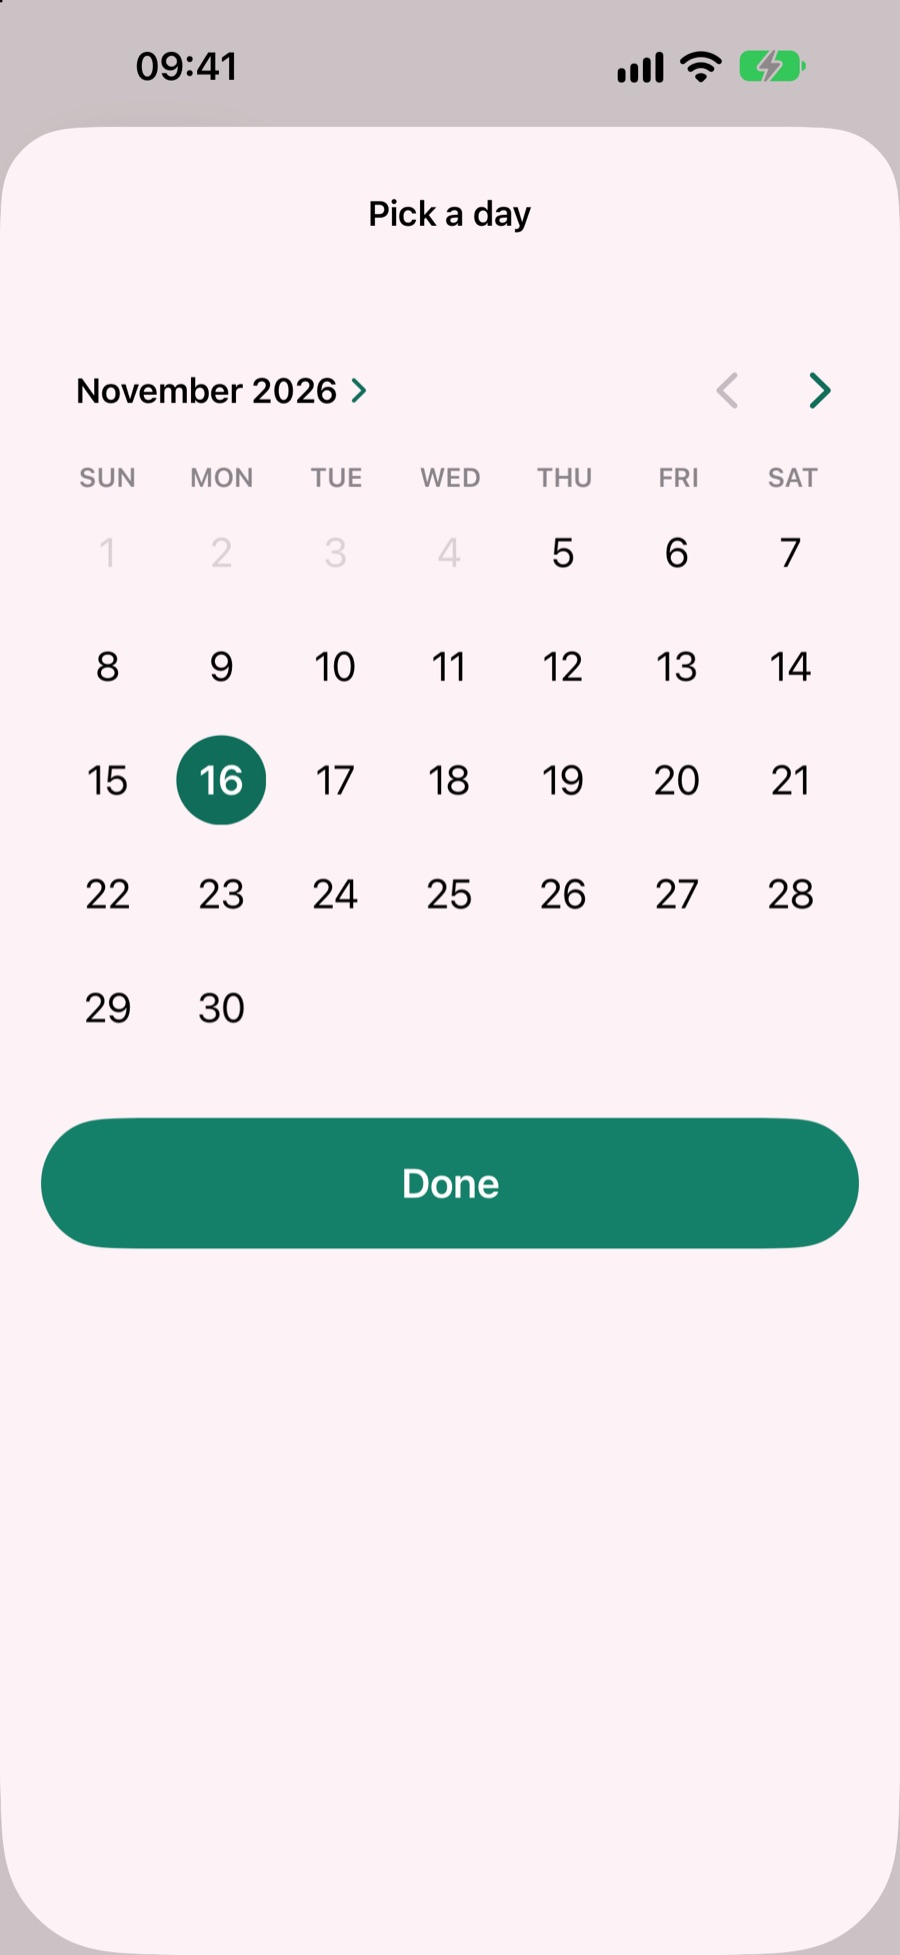 09:41
Pick a day
November 2026
SUN MON TUE WED THU FRI SAT
1 2 3 4 5 6 7
8 9 10 11 12 13 14
15 16 17 18 19 20 21
22 23 24 25 26 27 28
29 30
Done